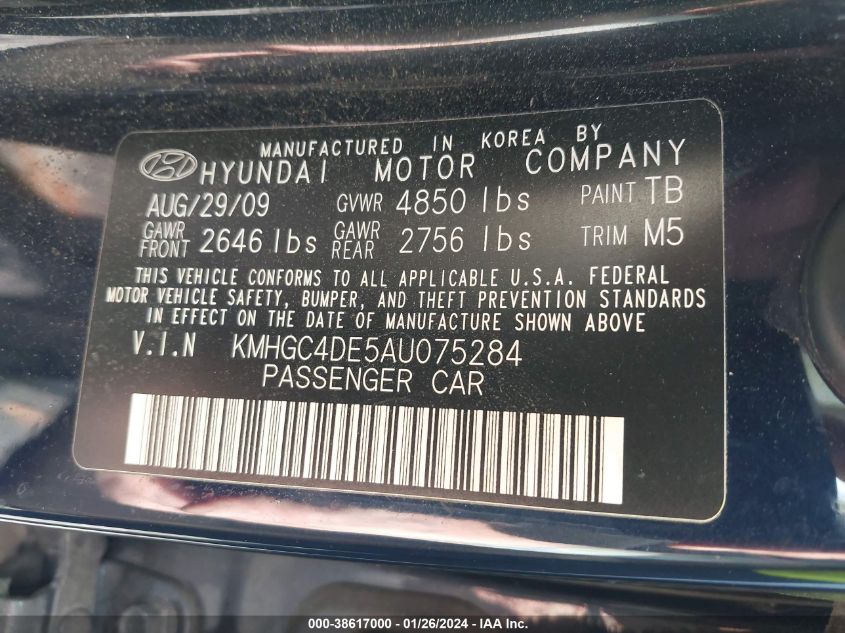 MANUFACTURED IN KOREA BY
HYUNDAI MOTOR COMPANY
AUG/29/09 GVWR 4850 lbs PAINT TB
GAWR FRONT 2646 lbs GAWR REAR 2756 lbs TRIM M5
THIS VEHICLE CONFORMS TO ALL APPLICABLE U.S.A. FEDERAL
MOTOR VEHICLE SAFETY, BUMPER, AND THEFT PREVENTION STANDARDS
IN EFFECT ON THE DATE OF MANUFACTURE SHOWN ABOVE
V.I.N KMHGC4DE5AU075284
PASSENGER CAR
000-38617000 - 01/26/2024 - IAA Inc.